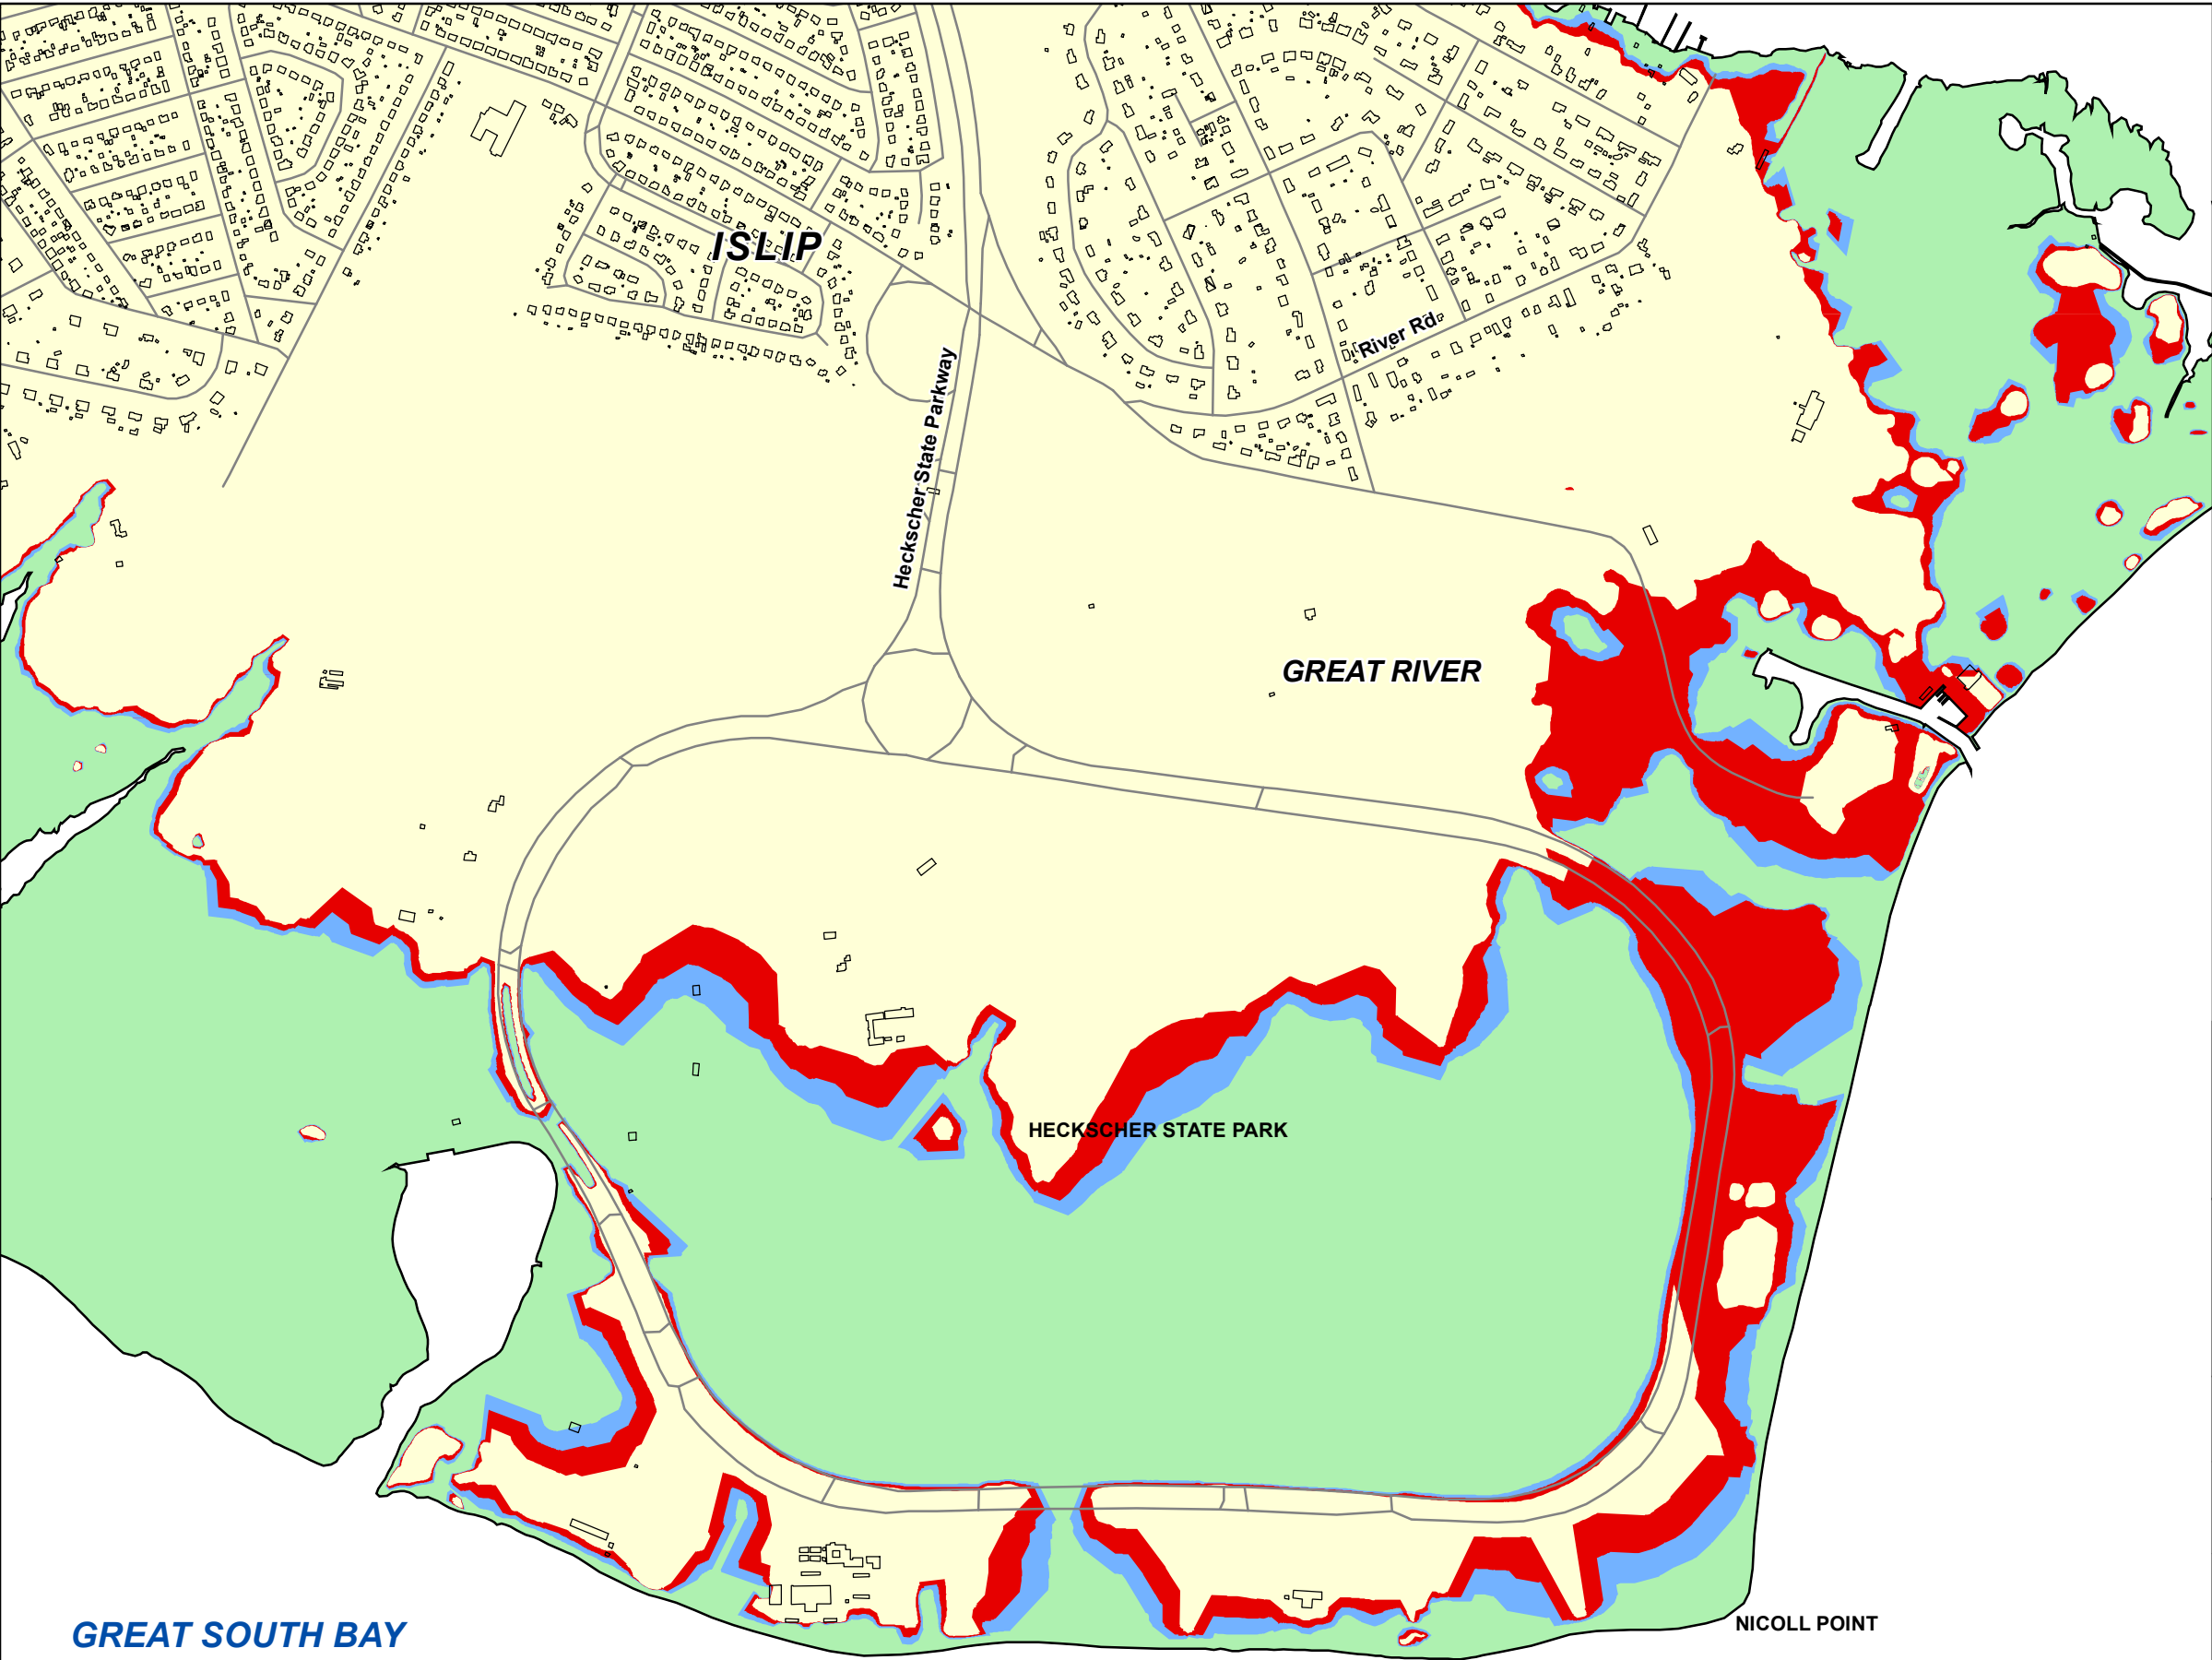 ISLIP
River Rd
Heckscher State Parkway
GREAT RIVER
HECKSCHER STATE PARK
NICOLL POINT
GREAT SOUTH BAY